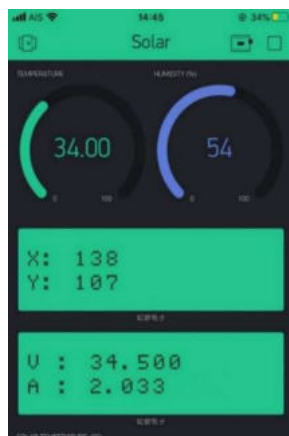 AIS 14:45 34%
Solar
TEMPERATURE HUMIDITY (%)
34.00 54
0 100 0 100
X: 138
Y: 107
V : 34.500
A : 2.033